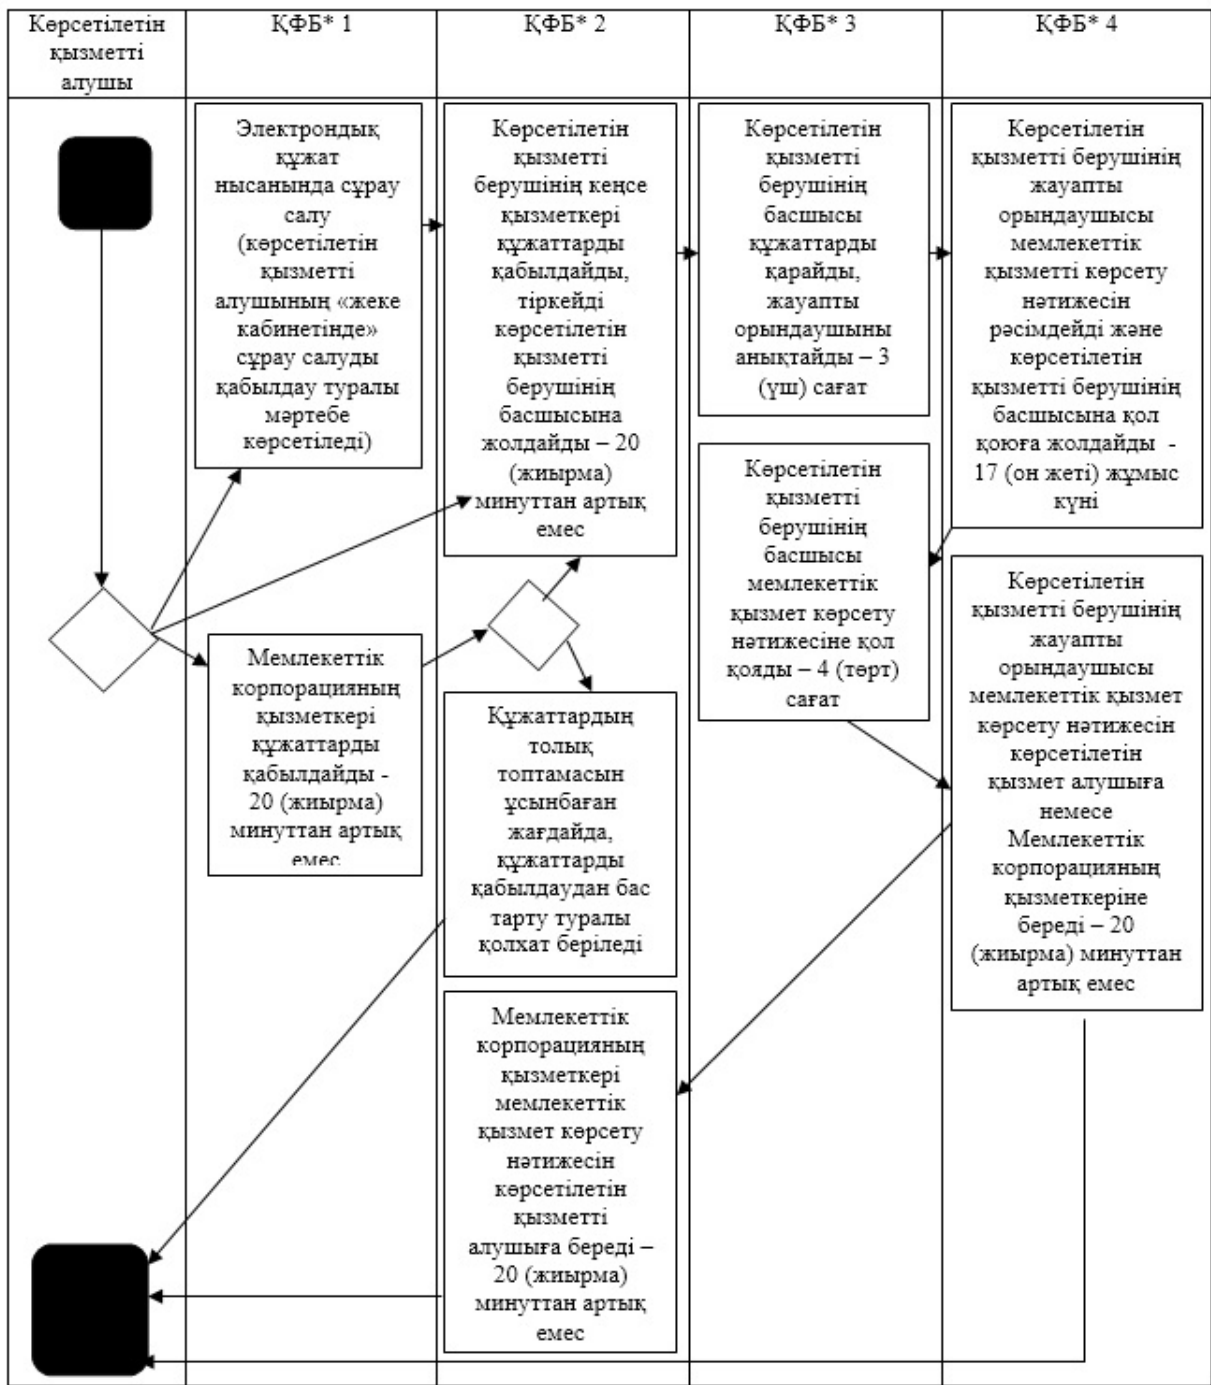 Көрсетілетін
қызметті
алушы
ҚФБ* 1
ҚФБ* 2
ҚФБ* 3
ҚФБ* 4
Электрондық
құжат
нысанында сұрау
салу
(көрсетілетін
қызметті
алушының «жеке
кабинетінде»
сұрау салуды
қабылдау туралы
мәртебе
көрсетіледі)
Мемлекеттік
корпорацияның
қызметкері
құжаттарды
қабылдайды -
20 (жиырма)
минуттан артық
емес
Көрсетілетін
қызметті
берушінің кеңсе
қызметкері
құжаттарды
қабылдайды,
тіркейді
көрсетілетін
қызметті
берушінің
басшысына
жолдайды – 20
(жиырма)
минуттан артық
емес
Құжаттардың
толық
топтамасын
ұсынбаған
жағдайда,
құжаттарды
қабылдаудан бас
тарту туралы
қолхат беріледі
Мемлекеттік
корпорацияның
қызметкері
мемлекеттік
қызмет көрсету
нәтижесін
көрсетілетін
қызметті
алушыға береді –
20 (жиырма)
минуттан артық
емес
Көрсетілетін
қызметті
берушінің
басшысы
құжаттарды
қарайды,
жауапты
орындаушыны
анықтайды – 3
(үш) сағат
Көрсетілетін
қызметті
берушінің
басшысы
мемлекеттік
қызмет көрсету
нәтижесіне қол
қояды – 4 (төрт)
сағат
Көрсетілетін
қызметті берушінің
жауапты
орындаушысы
мемлекеттік
қызметті көрсету
нәтижесін
рәсімдейді және
көрсетілетін
қызметті берушінің
басшысына қол
қоюға жолдайды -
17 (он жеті) жұмыс
күні
Көрсетілетін
қызметті берушінің
жауапты
орындаушысы
мемлекеттік қызмет
көрсету нәтижесін
көрсетілетін
қызмет алушыға
немесе
Мемлекеттік
корпорацияның
қызметкеріне
береді – 20
(жиырма) минуттан
артық емес